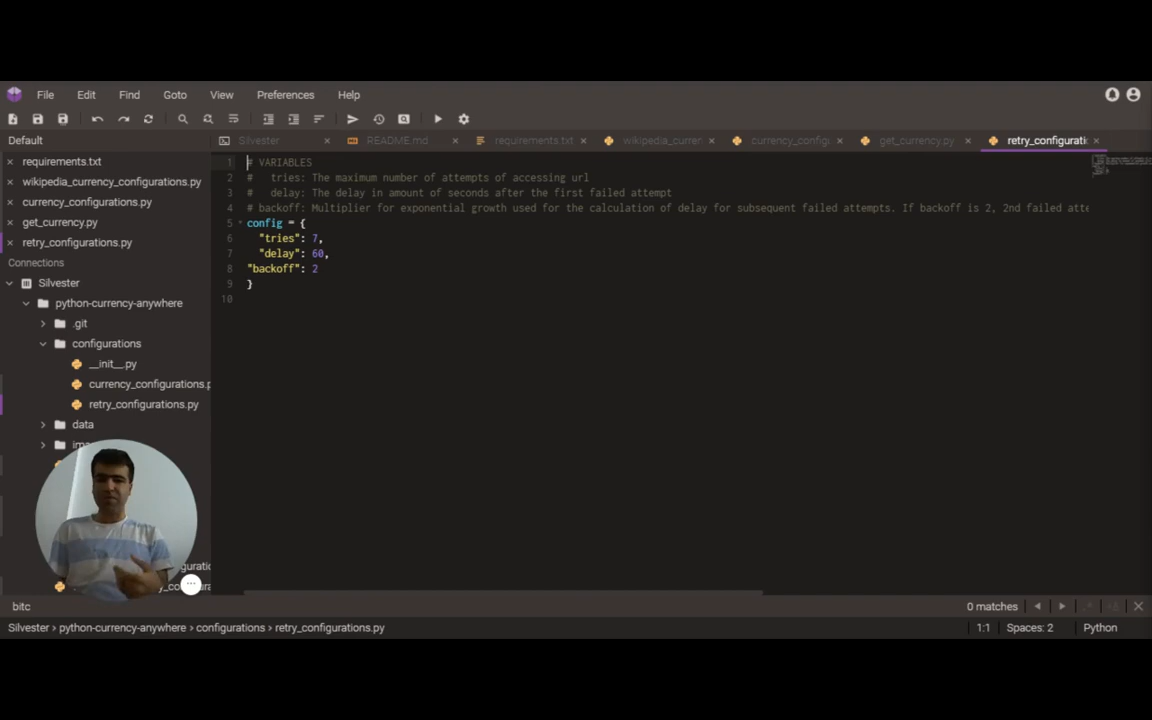 File Edit Find Goto View Preferences Help
Default
Silvester
README.md
requirements.txt
wikipedia_curren
currency_configu
get_currency.py
retry_configurati
requirements.txt
wikipedia_currency_configurations.py
currency_configurations.py
get_currency.py
retry_configurations.py
Connections
Silvester
python-currency-anywhere
.git
configurations
__init__.py
currency_configurations.p
retry_configurations.py
data
1 # VARIABLES
2 #   tries: The maximum number of attempts of accessing url
3 #   delay: The delay in amount of seconds after the first failed attempt
4 # backoff: Multiplier for exponential growth used for the calculation of delay for subsequent failed attempts. If backoff is 2, 2nd failed atte
5 config = {
6   "tries": 7,
7   "delay": 60,
8 "backoff": 2
9 }
10
bitc
0 matches
Silvester › python-currency-anywhere › configurations › retry_configurations.py
1:1
Spaces: 2
Python